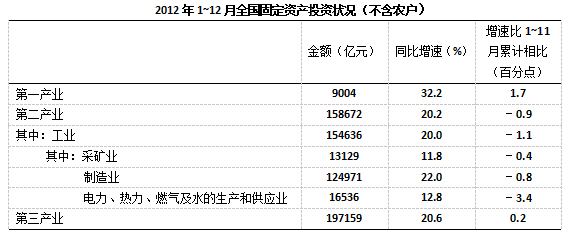 2012 年 1~12 月全国固定资产投资状况（不含农户）
金额（亿元） 同比增速（%） 增速比 1~11 月累计相比 （百分点）
第一产业 9004 32.2 1.7
第二产业 158672 20.2 －0.9
其中：工业 154636 20.0 －1.1
其中：采矿业 13129 11.8 －0.4
制造业 124971 22.0 －0.8
电力、热力、燃气及水的生产和供应业 16536 12.8 －3.4
第三产业 197159 20.6 0.2